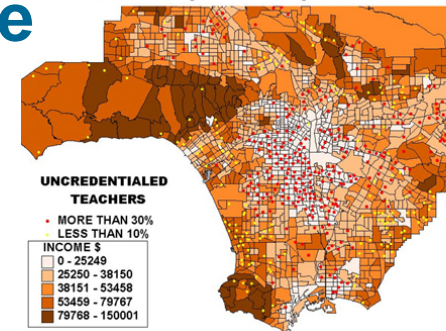 e
UNCREDENTIALED
TEACHERS
MORE THAN 30%
LESS THAN 10%
INCOME $
0 - 25249
25250 - 38150
38151 - 53458
53459 - 79767
79768 - 150001